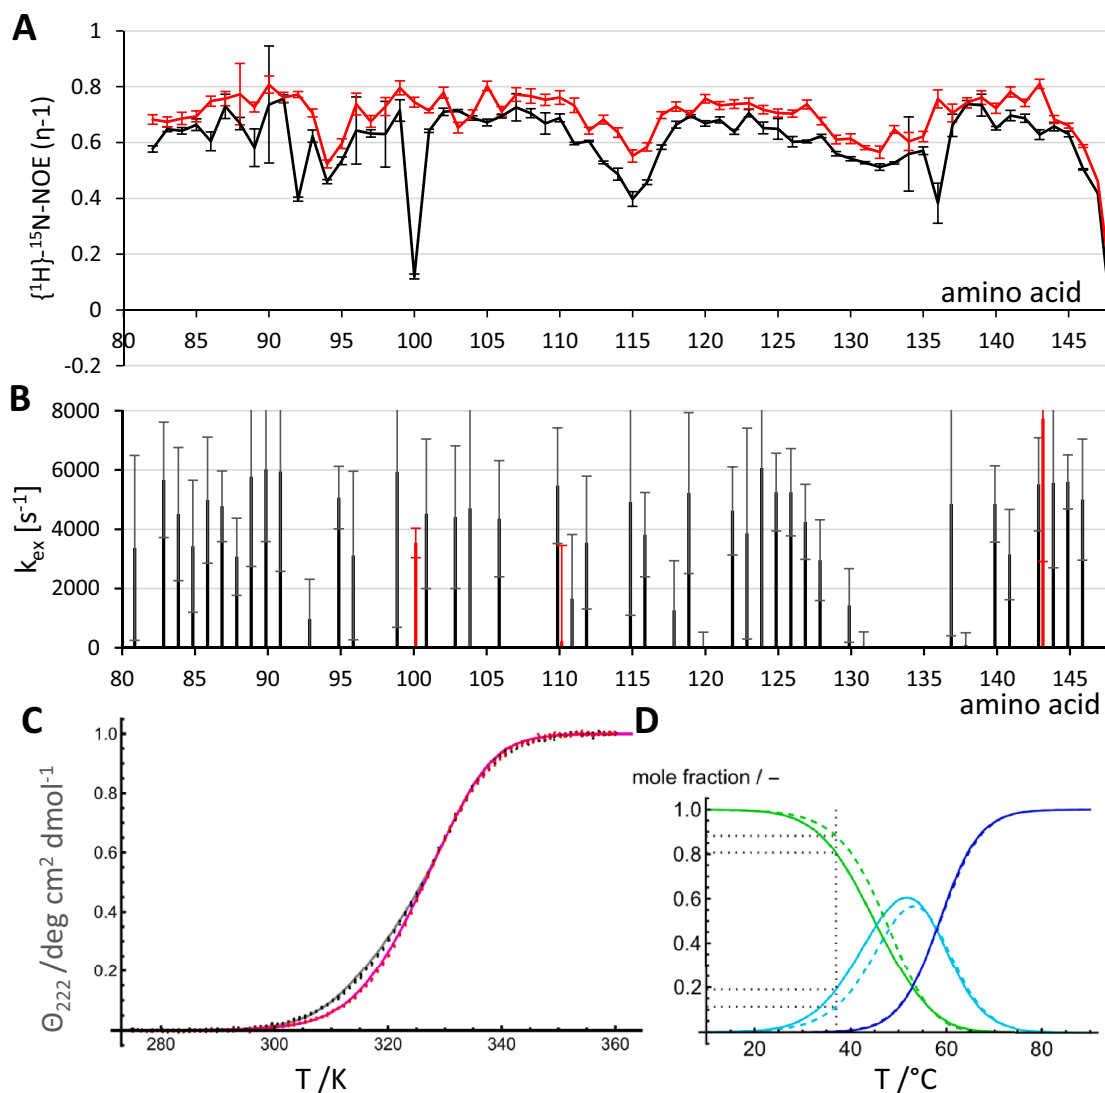 A
{¹H}-¹⁵N-NOE (η-1)
1
0.8
0.6
0.4
0.2
0
-0.2
amino acid
80 85 90 95 100 105 110 115 120 125 130 135 140 145
B
k_ex [s⁻¹]
8000
6000
4000
2000
0
80 85 90 95 100 105 110 115 120 125 130 135 140 145
amino acid
C
Θ₂₂₂ /deg cm² dmol⁻¹
1.0
0.8
0.6
0.4
0.2
280 300 320 340 360
T /K
D
mole fraction / –
1.0
0.8
0.6
0.4
0.2
20 40 60 80
T /°C